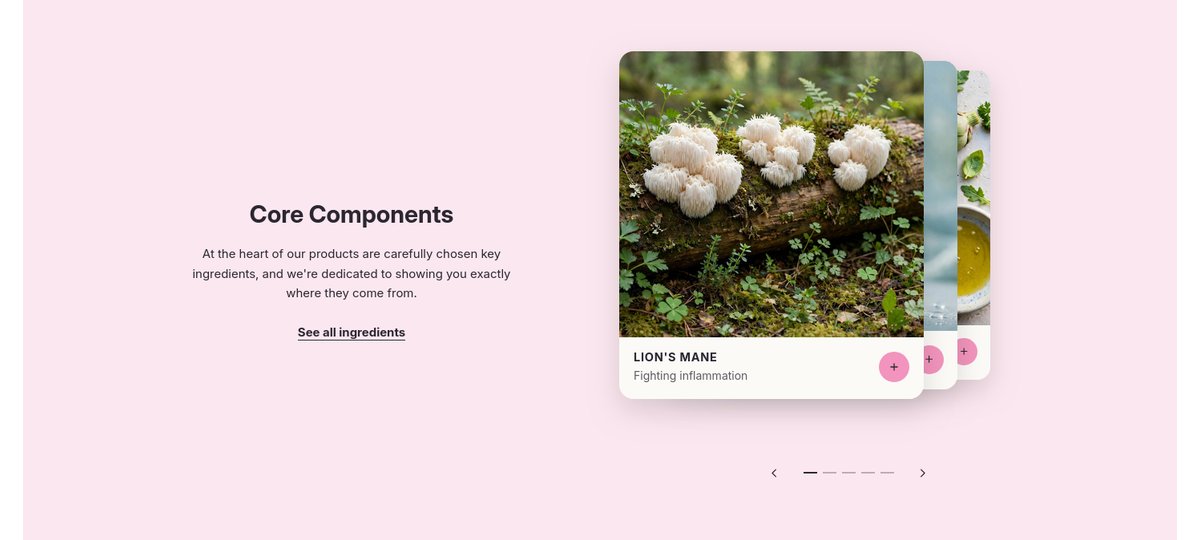 Core Components
At the heart of our products are carefully chosen key
ingredients, and we're dedicated to showing you exactly
where they come from.
See all ingredients
LION'S MANE
Fighting inflammation